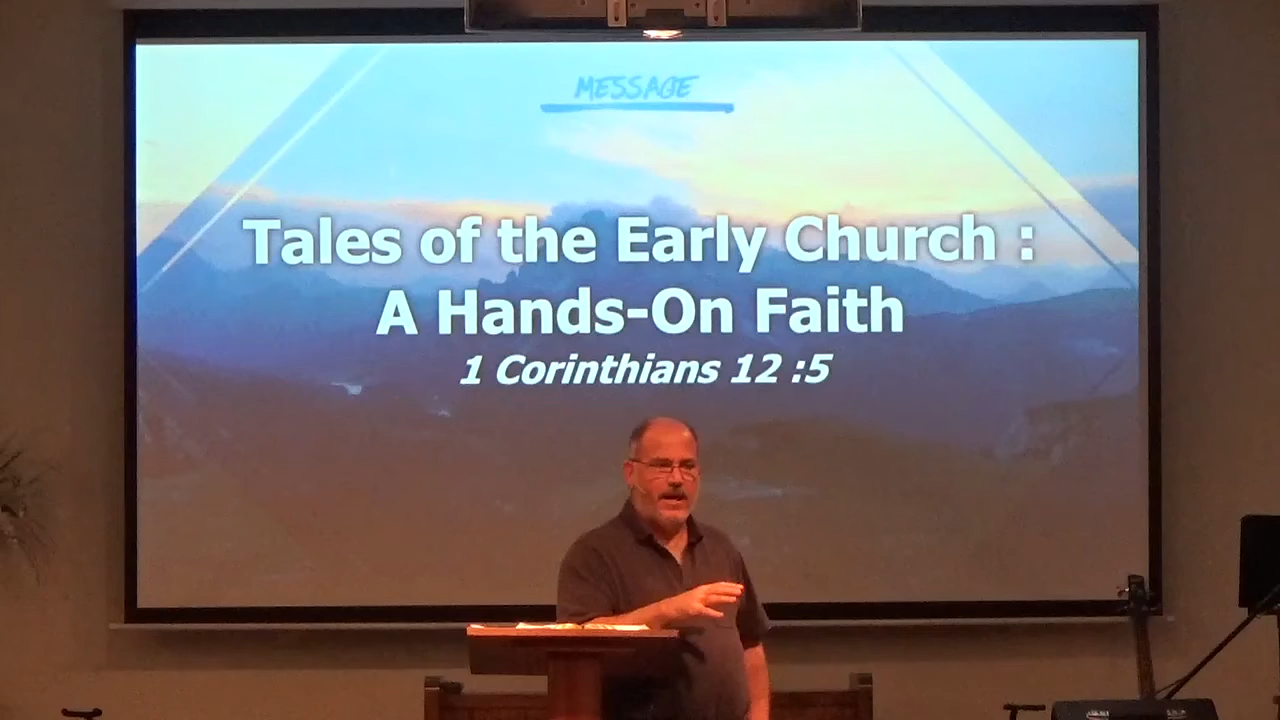 MESSAGE
Tales of the Early Church :
A Hands-On Faith
1 Corinthians 12 :5